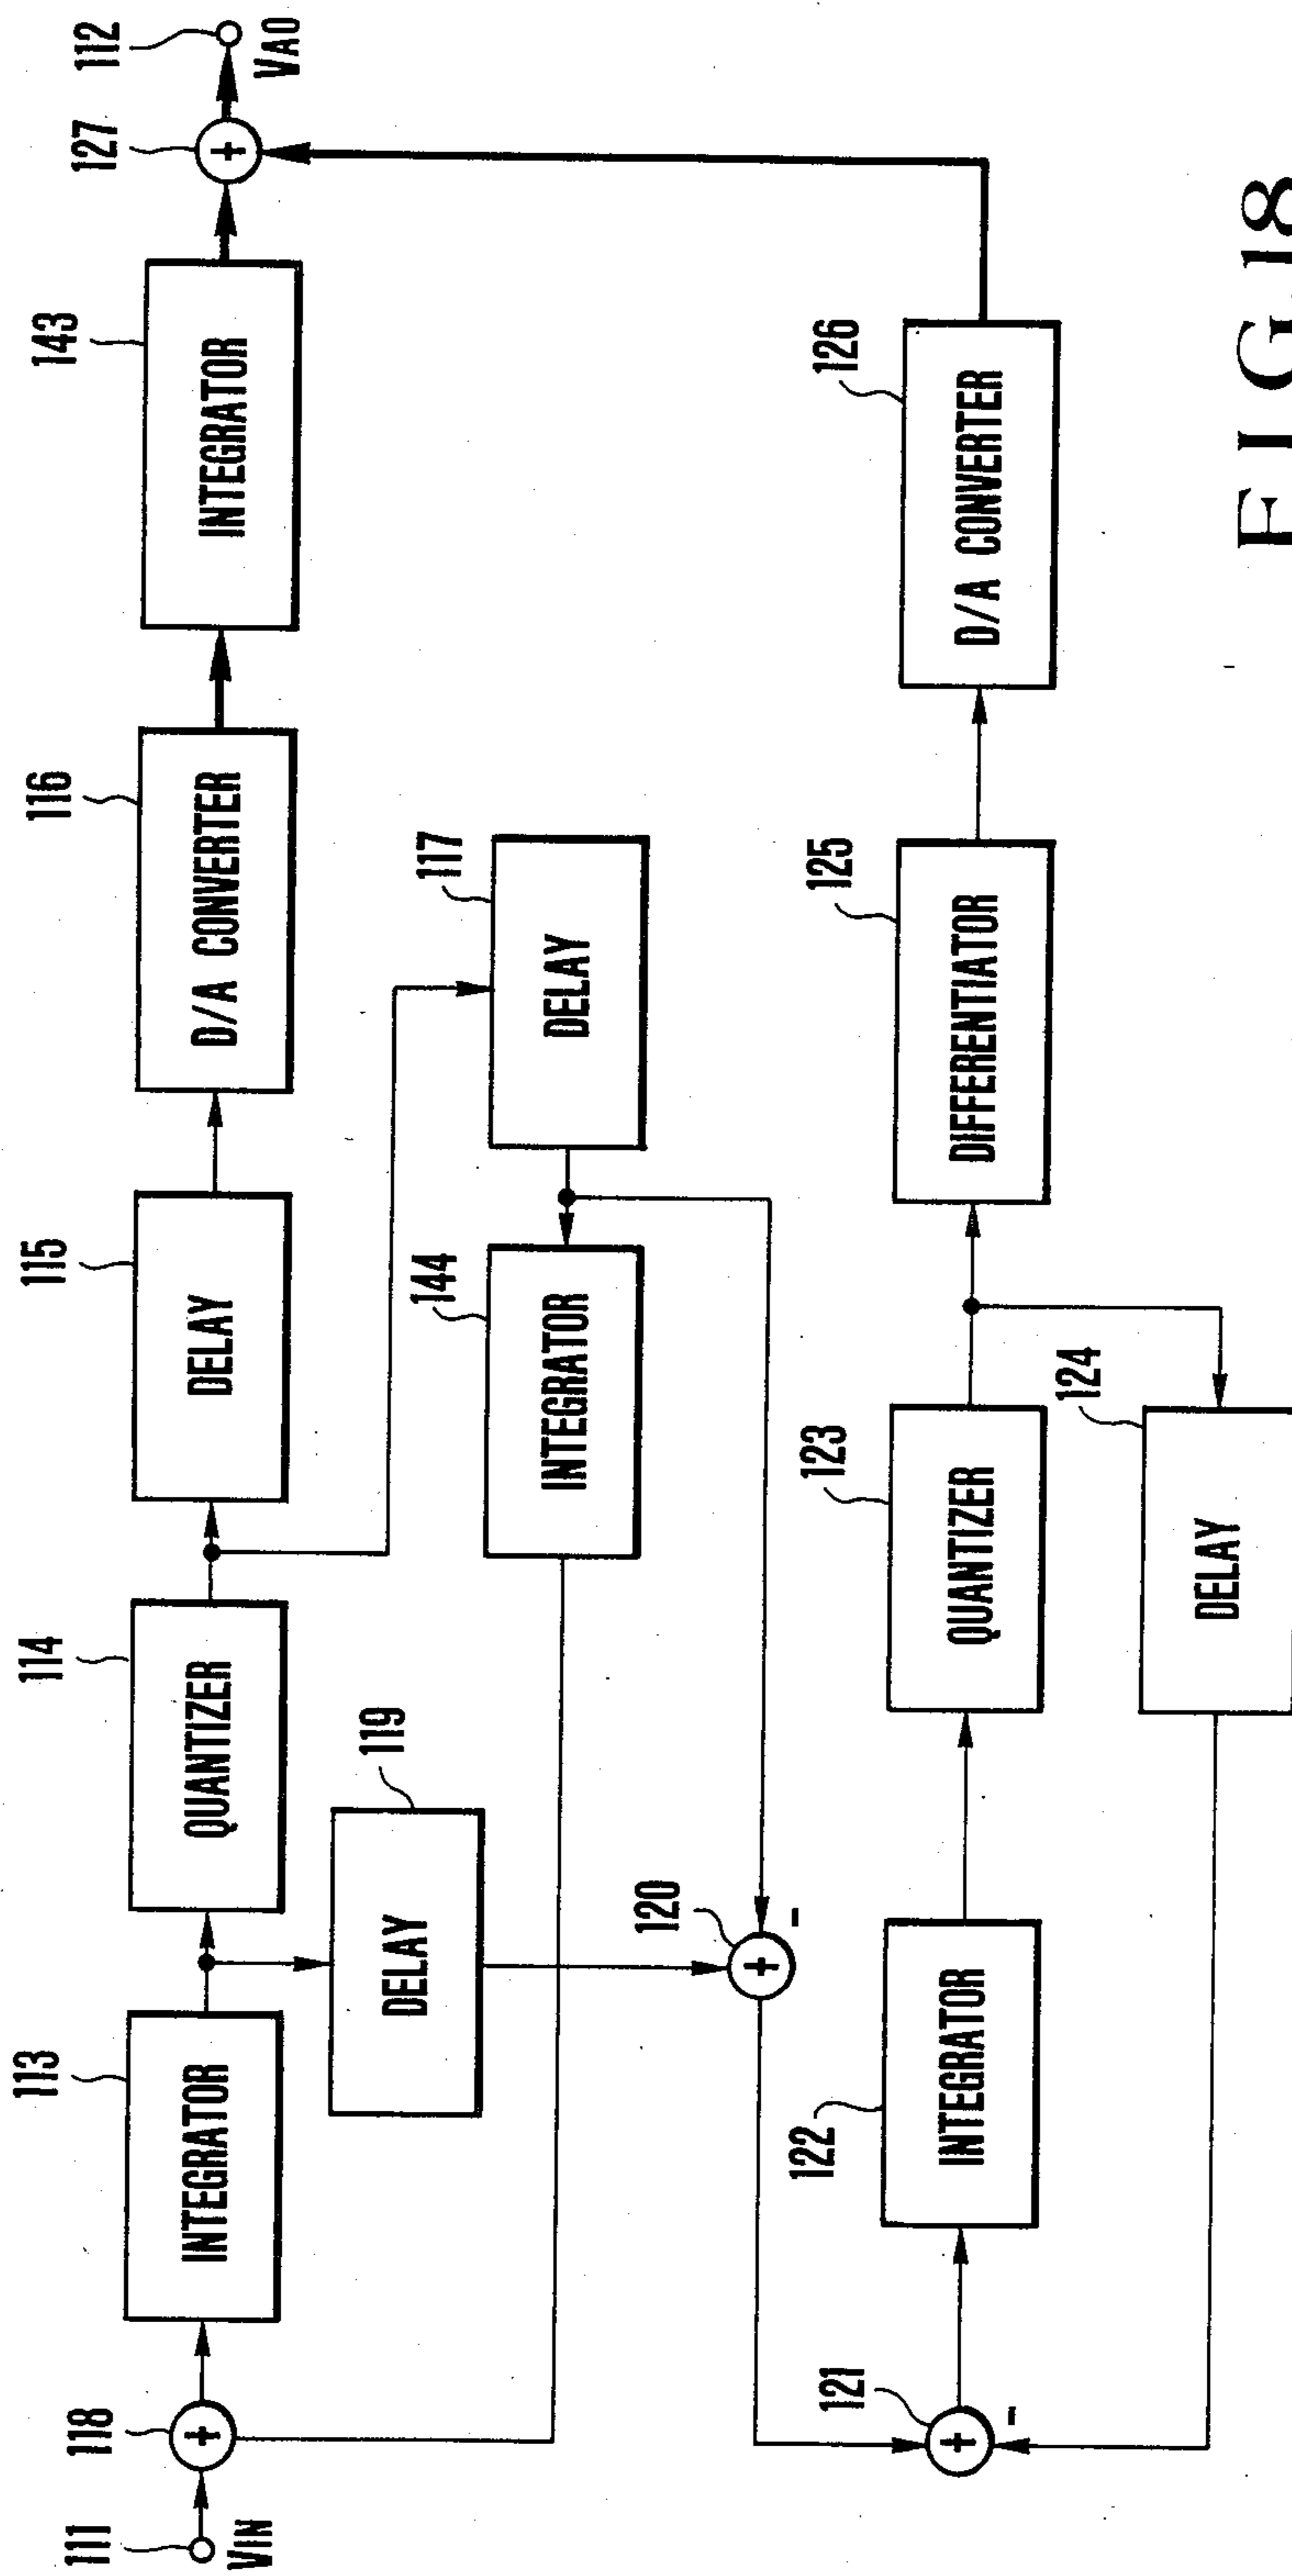 111
VIN
118
113
INTEGRATOR
114
QUANTIZER
115
DELAY
116
D/A CONVERTER
143
INTEGRATOR
127
112
VAO
119
DELAY
144
INTEGRATOR
117
DELAY
120
-
121
-
122
INTEGRATOR
123
QUANTIZER
124
DELAY
125
DIFFERENTIATOR
126
D/A CONVERTER
FIG.18